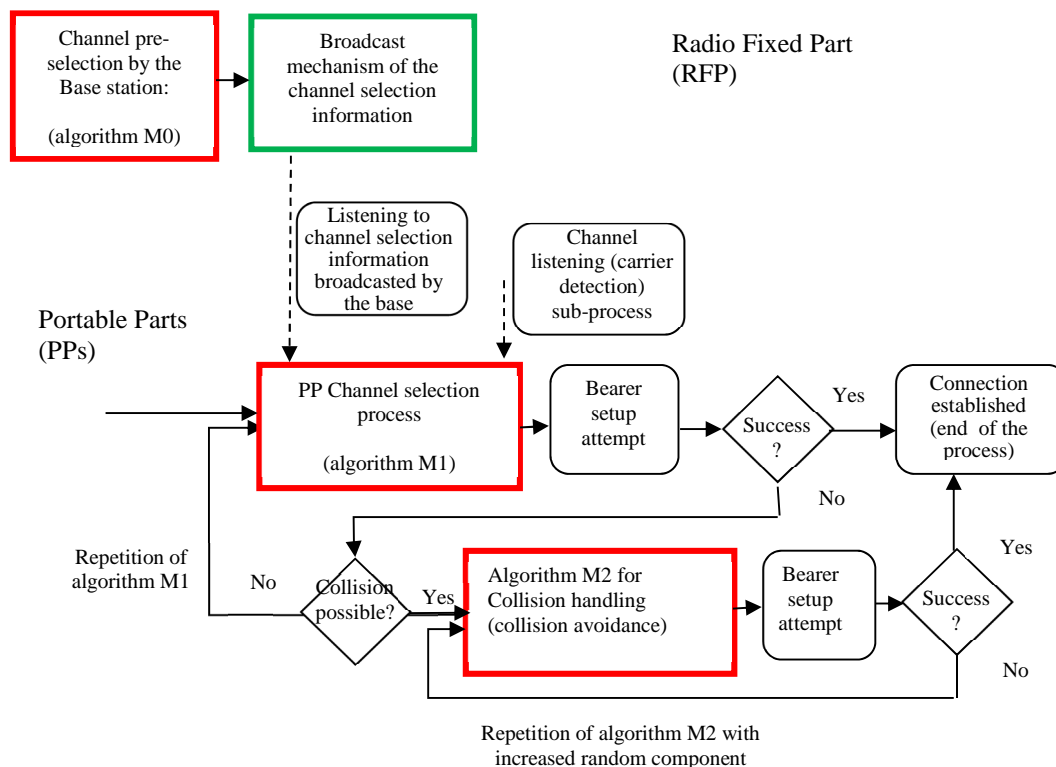 Channel pre-
selection by the
Base station:
(algorithm M0)
Broadcast
mechanism of the
channel selection
information
Radio Fixed Part
(RFP)
Listening to
channel selection
information
broadcasted by
the base
Channel
listening (carrier
detection)
sub-process
Portable Parts
(PPs)
PP Channel selection
process
(algorithm M1)
Bearer
setup
attempt
Success
?
Yes
Connection
established
(end of the
process)
No
Repetition of
algorithm M1
No
Collision
possible?
Yes
Algorithm M2 for
Collision handling
(collision avoidance)
Bearer
setup
attempt
Success
?
Yes
No
Repetition of algorithm M2 with
increased random component